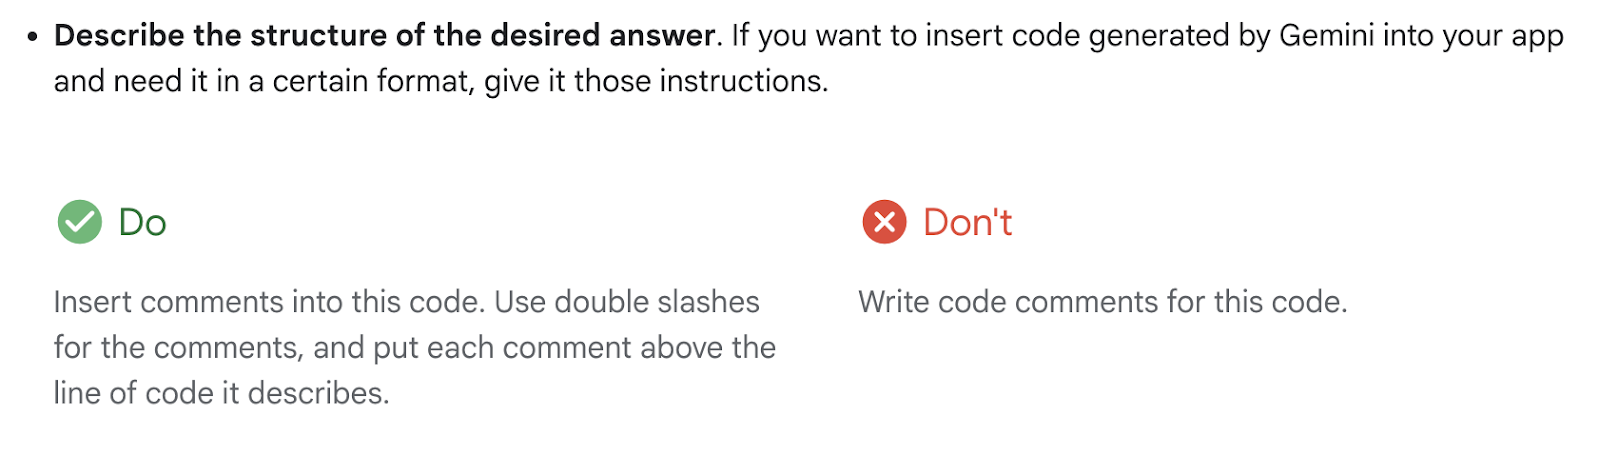 • Describe the structure of the desired answer. If you want to insert code generated by Gemini into your app
and need it in a certain format, give it those instructions.
Do
Insert comments into this code. Use double slashes
for the comments, and put each comment above the
line of code it describes.
Don't
Write code comments for this code.